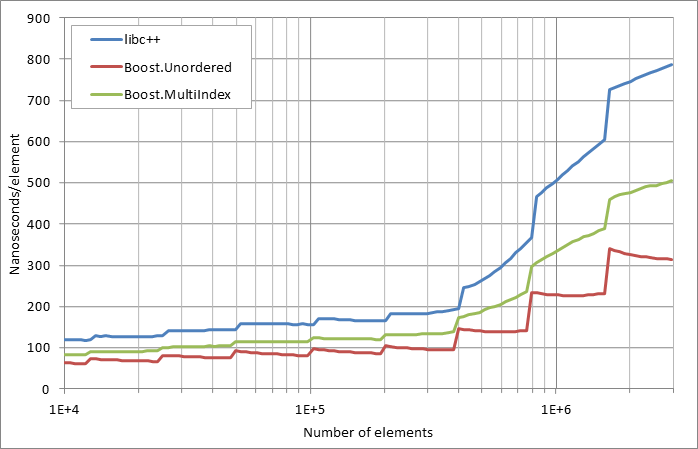 900
800
700
600
500
400
300
200
100
0
Nanoseconds/element
libc++
Boost.Unordered
Boost.MultiIndex
1E+4
1E+5
1E+6
Number of elements